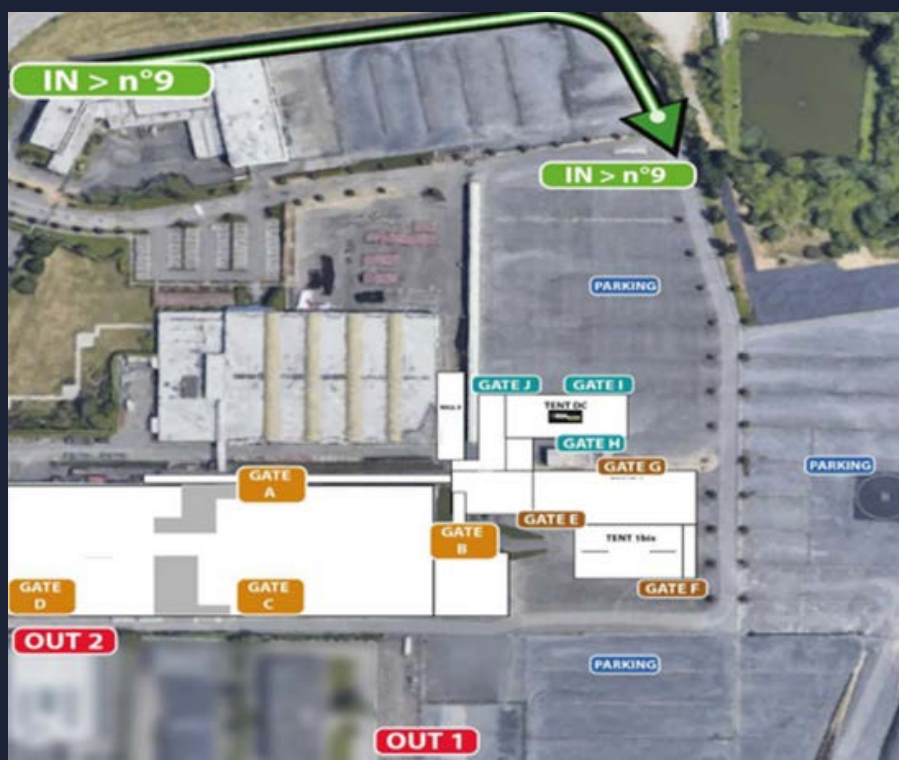 IN > n°9
IN > n°9
PARKING
GATE J
GATE I
TENT DC
GATE H
GATE G
PARKING
GATE
A
GATE E
GATE
B
TENT 1bis
GATE
D
GATE
C
GATE F
OUT 2
PARKING
OUT 1